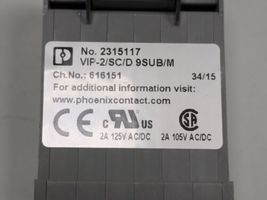 No. 2315117
VIP-2/SC/D 9SUB/M
Ch.No.: 616151 34/15
For additional information visit:
www.phoenixcontact.com
CE c UL us SA
2A 125V AC/DC 2A 105V AC/DC